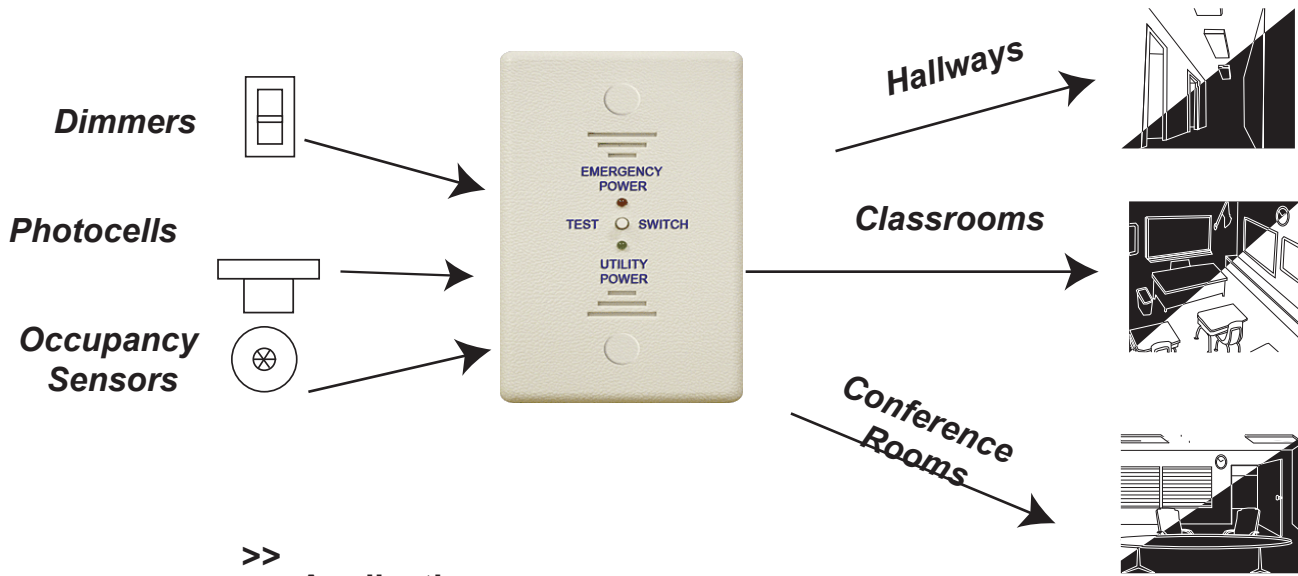 Dimmers
Photocells
Occupancy
Sensors
EMERGENCY
POWER
TEST SWITCH
UTILITY
POWER
Hallways
Classrooms
Conference
Rooms
>>